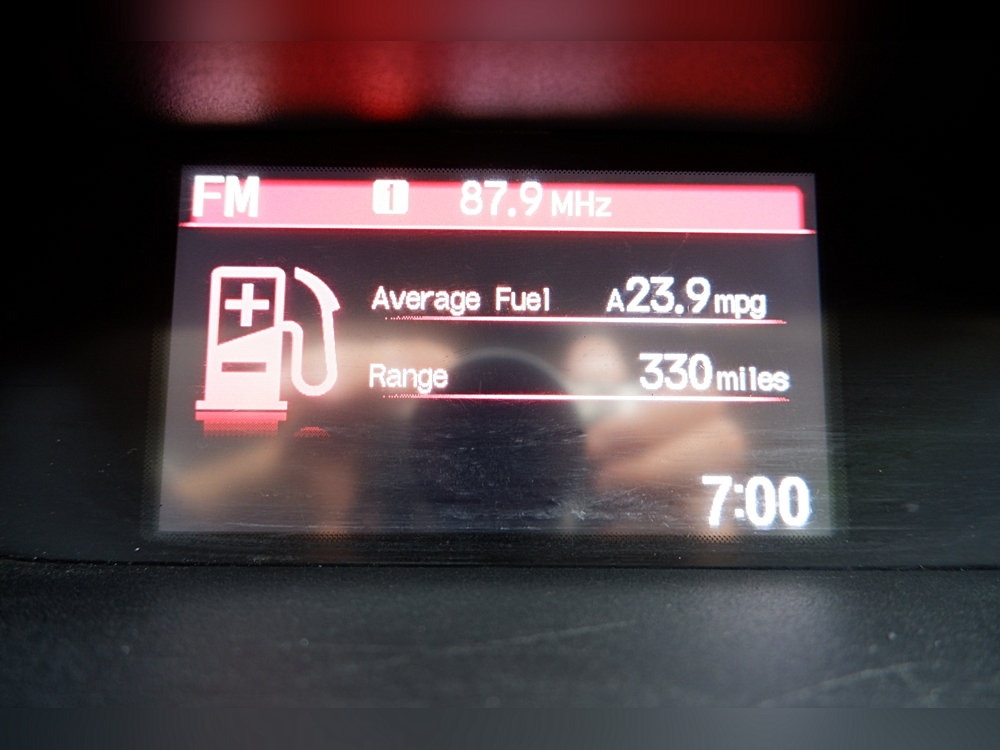 FM 1 87.9 MHz
Average Fuel A23.9 mpg
Range 330 miles
7:00